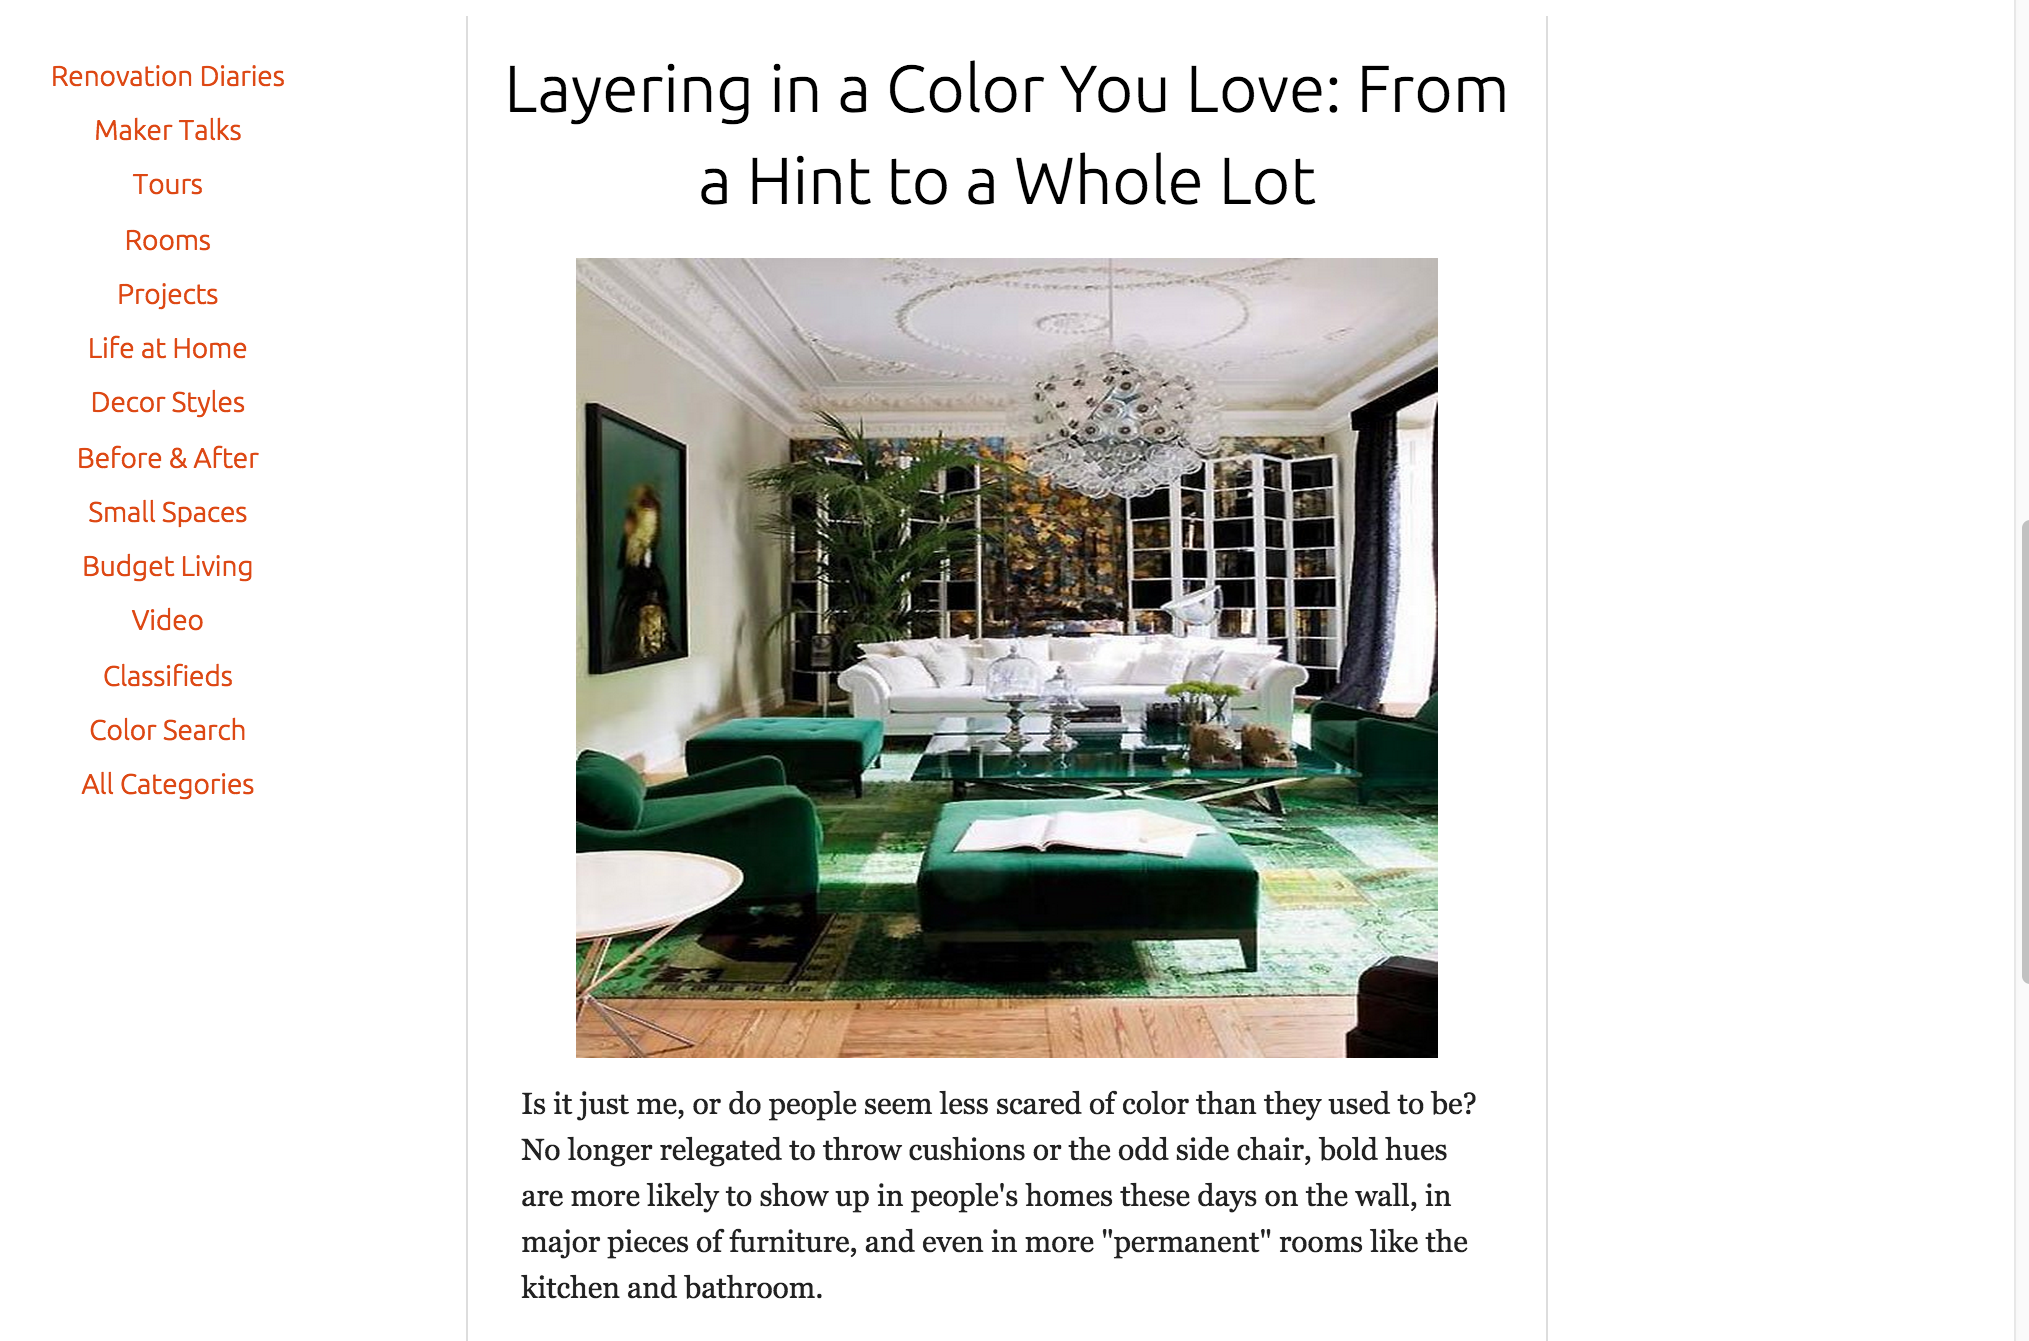 Renovation Diaries
Maker Talks
Tours
Rooms
Projects
Life at Home
Decor Styles
Before & After
Small Spaces
Budget Living
Video
Classifieds
Color Search
All Categories
Layering in a Color You Love: From
a Hint to a Whole Lot
Is it just me, or do people seem less scared of color than they used to be?
No longer relegated to throw cushions or the odd side chair, bold hues
are more likely to show up in people's homes these days on the wall, in
major pieces of furniture, and even in more "permanent" rooms like the
kitchen and bathroom.